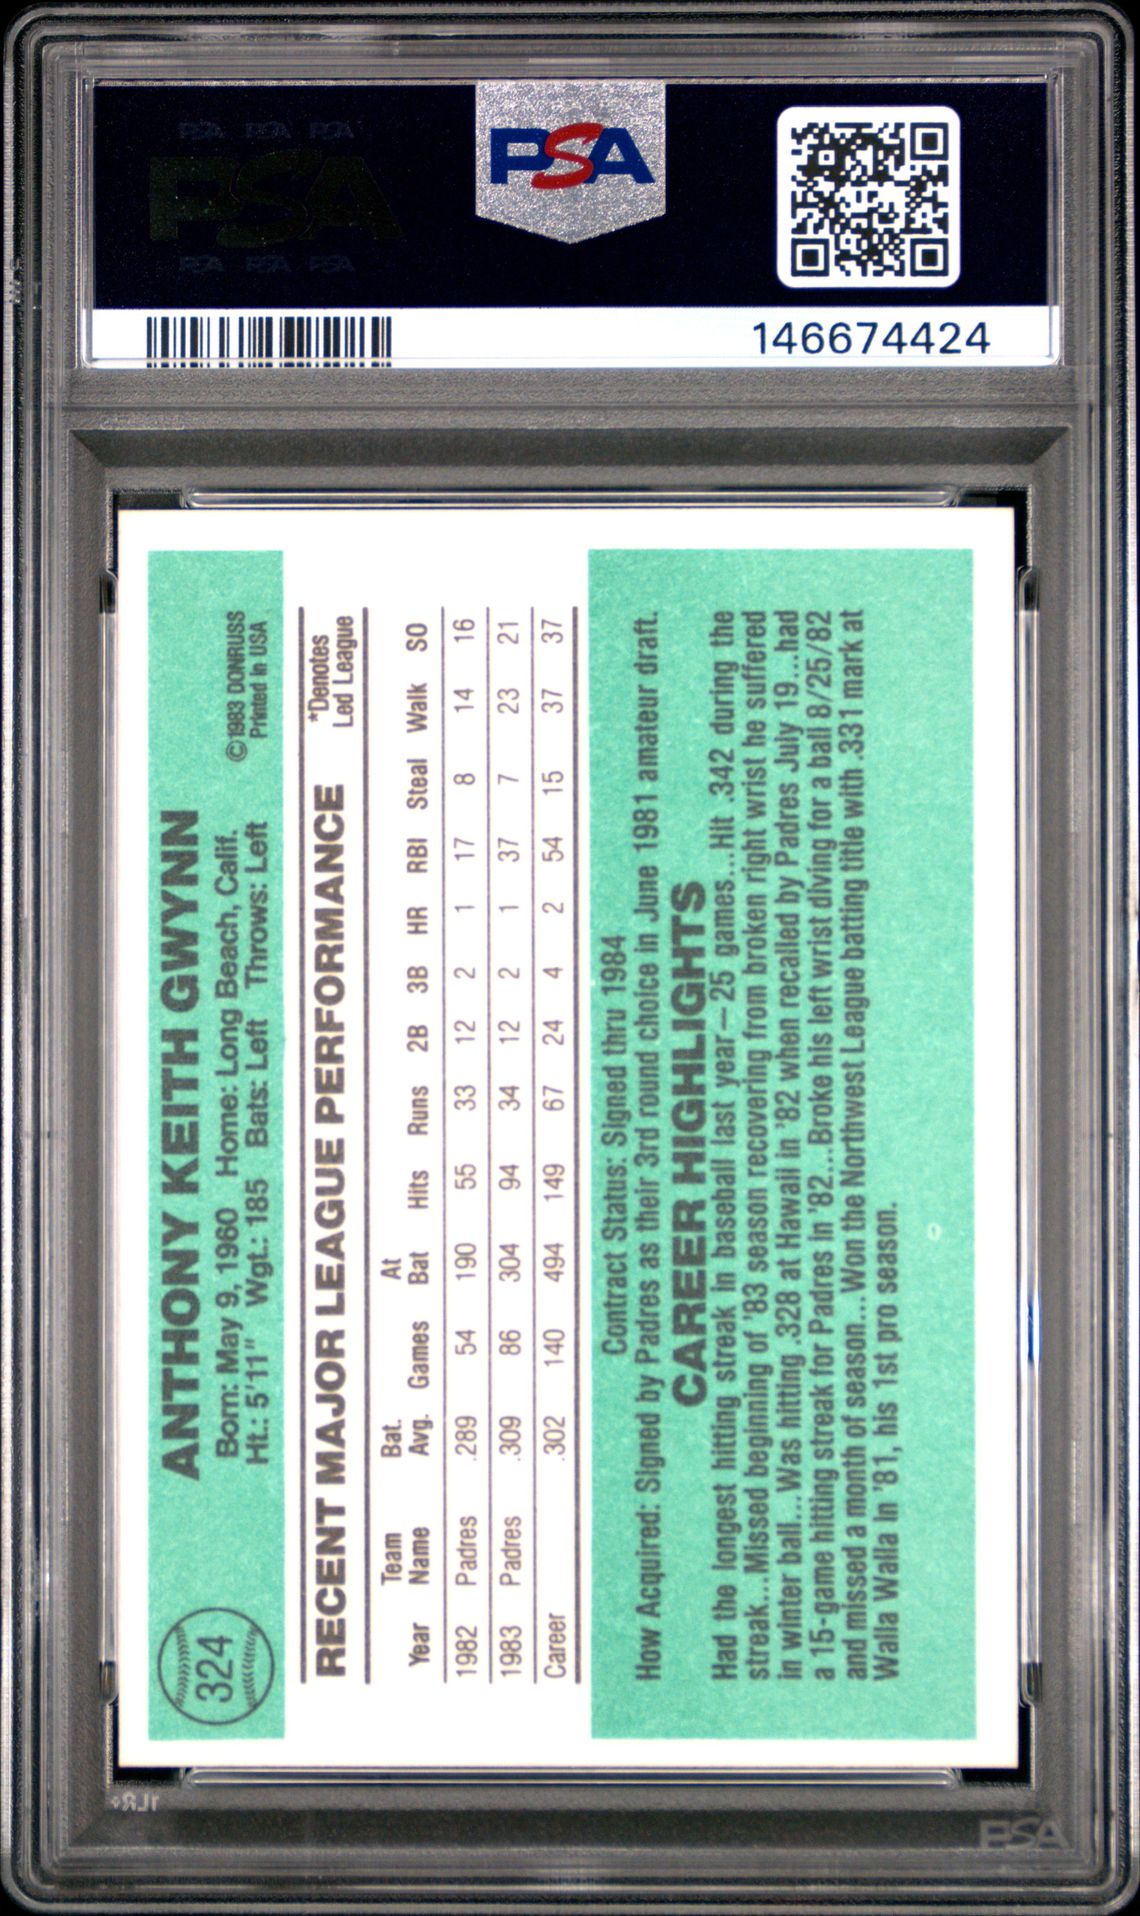 PSA PSA PSA
PSA
PSA PSA PSA
PSA
146674424
324
ANTHONY KEITH GWYNN
©1983 DONRUSS
Printed In USA
Born: May 9, 1960 Home: Long Beach, Calif.
Ht.: 5'11" Wgt.: 185 Bats: Left Throws: Left
RECENT MAJOR LEAGUE PERFORMANCE
*Denotes
Led League
Year Team Name Bat. Avg. Games At Bat Hits Runs 2B 3B HR RBI Steal Walk SO
1982 Padres .289 54 190 55 33 12 2 1 17 8 14 16
1983 Padres .309 86 304 94 34 12 2 1 37 7 23 21
Career .302 140 494 149 67 24 4 2 54 15 37 37
Contract Status: Signed thru 1984
How Acquired: Signed by Padres as their 3rd round choice in June 1981 amateur draft.
CAREER HIGHLIGHTS
Had the longest hitting streak in baseball last year—25 games...Hit .342 during the
streak...Missed beginning of '83 season recovering from broken right wrist he suffered
in winter ball...Was hitting .328 at Hawaii in '82 when recalled by Padres July 19...had
a 15-game hitting streak for Padres in '82...Broke his left wrist diving for a ball 8/25/82
and missed a month of season...Won the Northwest League batting title with .331 mark at
Walla Walla in '81, his 1st pro season.
PSA